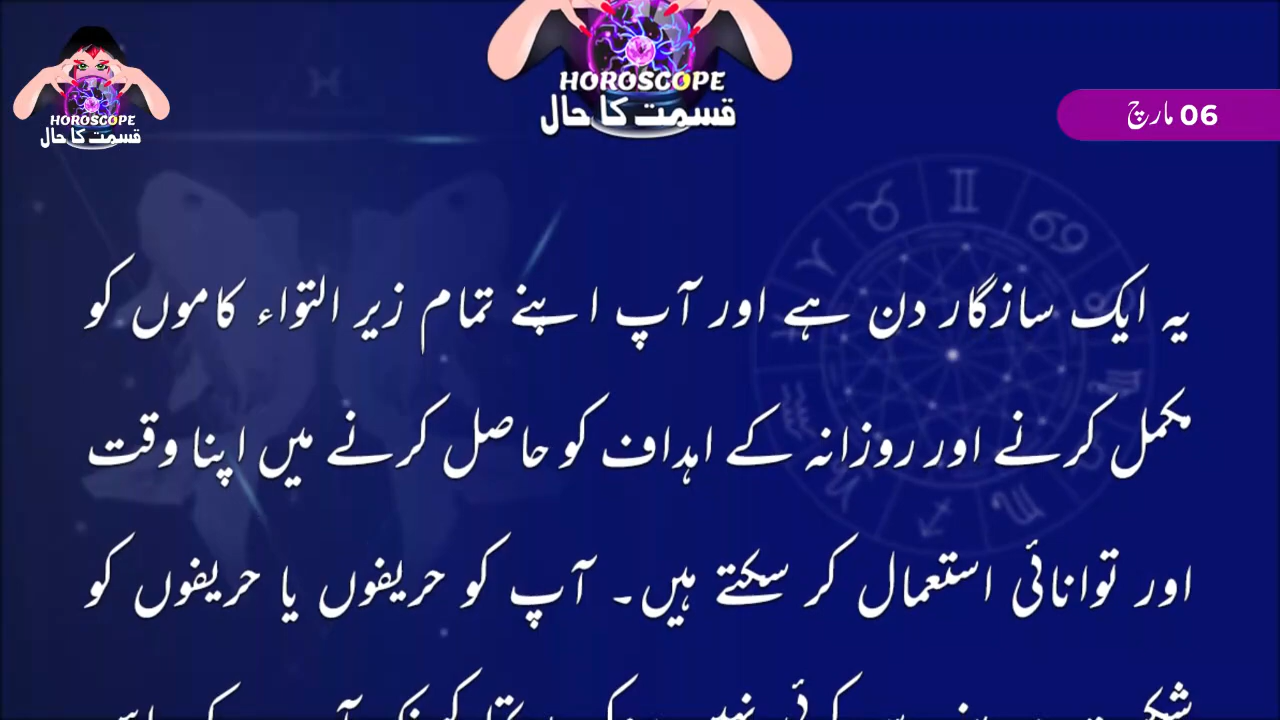 HOROSCOPE
قسمت کا حال
HOROSCOPE
قسمت کا حال
06 مارچ
یہ ایک سازگار دن ہے اور آپ اپنے تمام زیر التواء کاموں کو
مکمل کرنے اور روزانہ کے اہداف کو حاصل کرنے میں اپنا وقت
اور توانائی استعمال کر سکتے ہیں۔ آپ کو حریفوں یا حریفوں کو